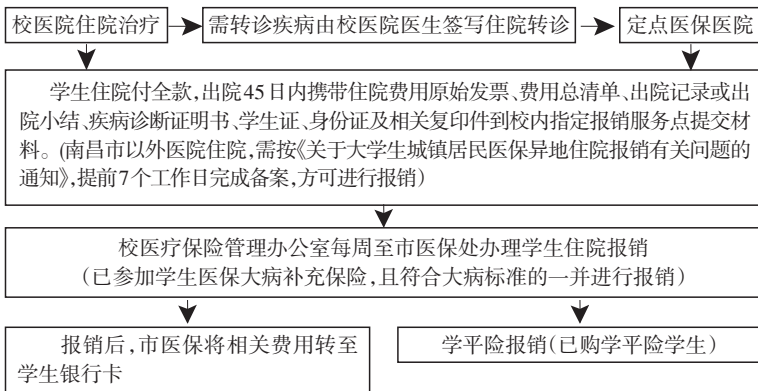 校医院住院治疗
需转诊疾病由校医院医生签写住院转诊
定点医保医院
学生住院付全款,出院45日内携带住院费用原始发票、费用总清单、出院记录或出
院小结、疾病诊断证明书、学生证、身份证及相关复印件到校内指定报销服务点提交材
料。(南昌市以外医院住院,需按《关于大学生城镇居民医保异地住院报销有关问题的
通知》,提前7个工作日完成备案,方可进行报销)
校医疗保险管理办公室每周至市医保处办理学生住院报销
(已参加学生医保大病补充保险,且符合大病标准的一并进行报销)
报销后,市医保将相关费用转至
学生银行卡
学平险报销(已购学平险学生)